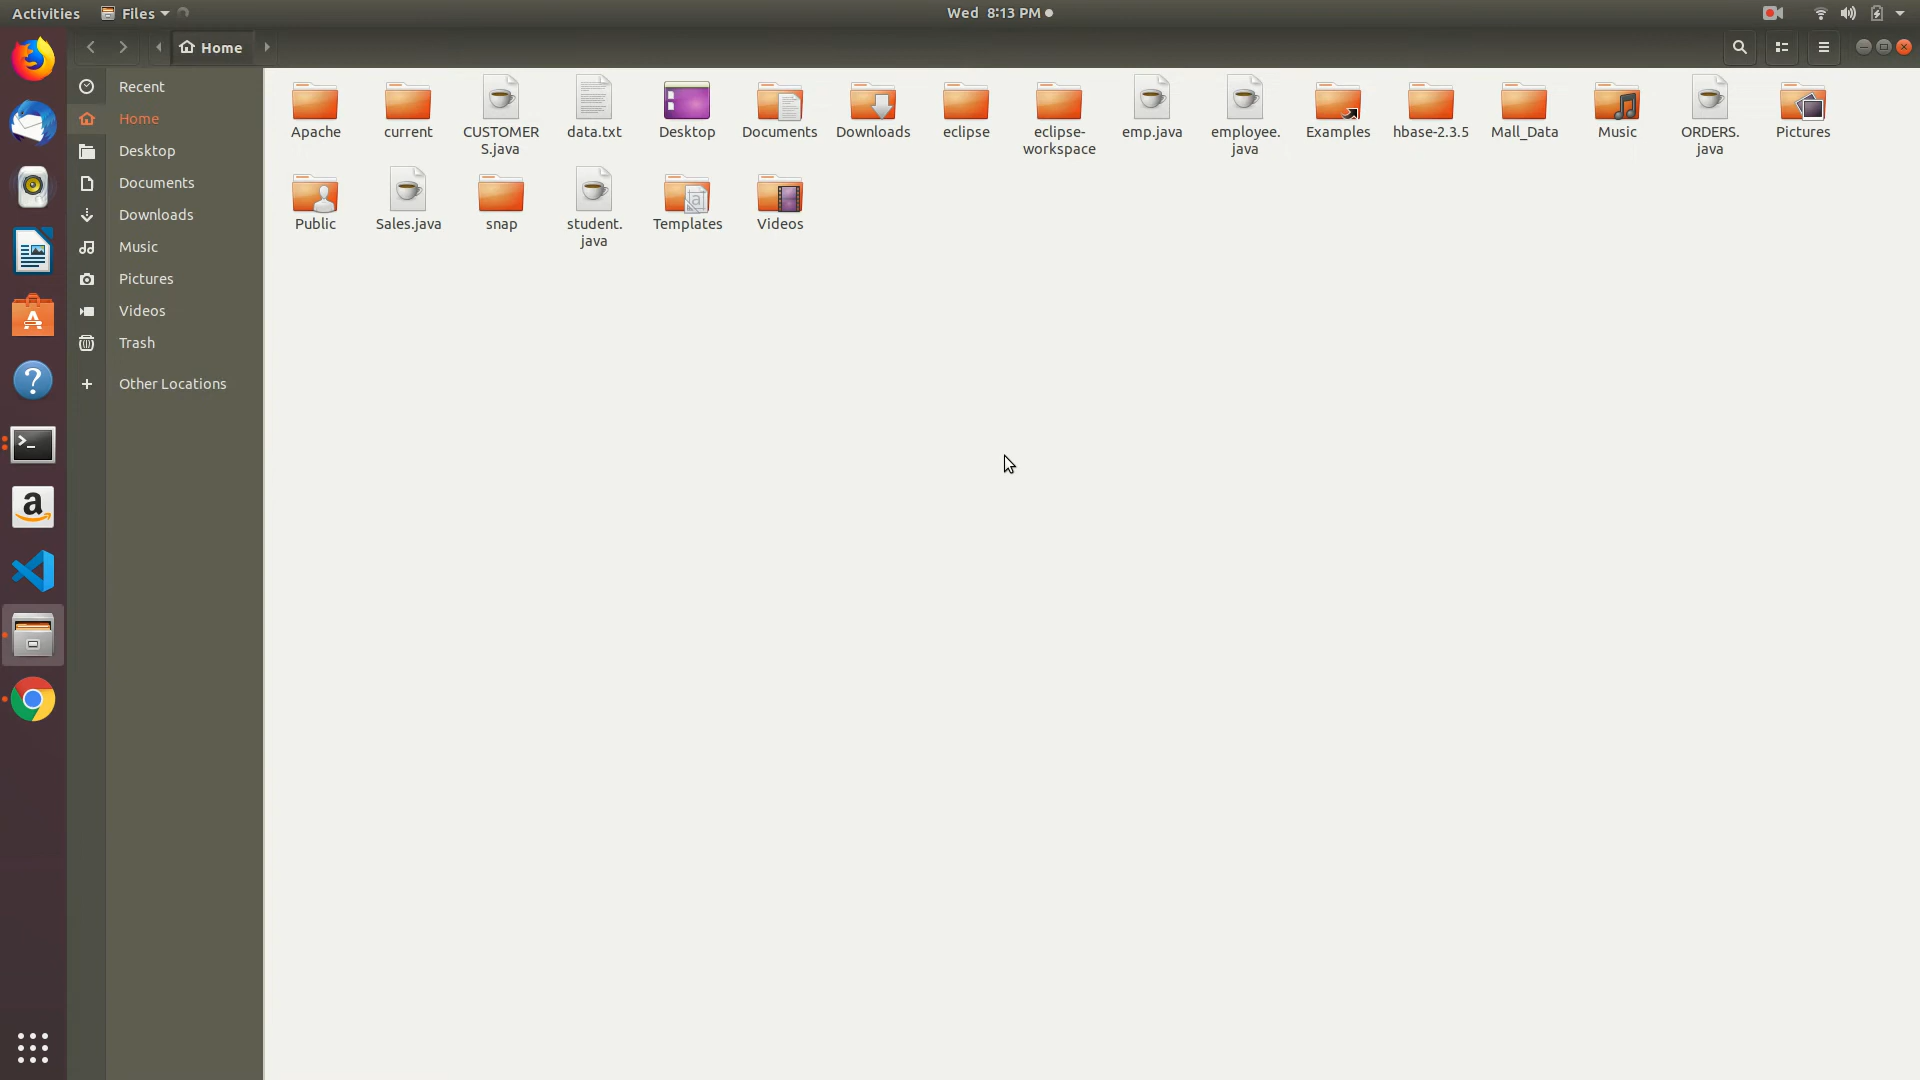 Activities
Files
Wed 8:13 PM
Home
Recent
Home
Desktop
Documents
Downloads
Music
Pictures
Videos
Trash
Other Locations
Apache
current
CUSTOMER
S.java
data.txt
Desktop
Documents
Downloads
eclipse
eclipse-
workspace
emp.java
employee.
java
Examples
hbase-2.3.5
Mall_Data
Music
ORDERS.
java
Pictures
Public
Sales.java
snap
student.
java
Templates
Videos